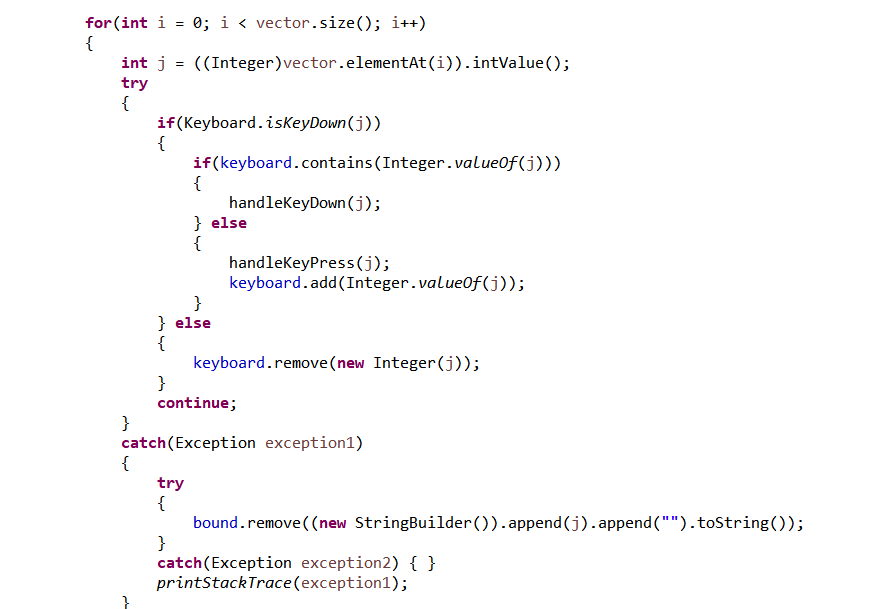 for(int i = 0; i < vector.size(); i++)
{
    int j = ((Integer)vector.elementAt(i)).intValue();
    try
    {
        if(Keyboard.isKeyDown(j))
        {
            if(keyboard.contains(Integer.valueOf(j)))
            {
                handleKeyDown(j);
            } else
            {
                handleKeyPress(j);
                keyboard.add(Integer.valueOf(j));
            }
        } else
        {
            keyboard.remove(new Integer(j));
        }
        continue;
    }
    catch(Exception exception1)
    {
        try
        {
            bound.remove((new StringBuilder()).append(j).append("").toString());
        }
        catch(Exception exception2) { }
        printStackTrace(exception1);
    }